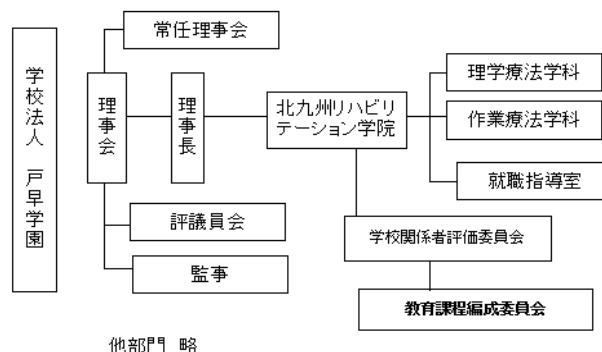 学校法人 戸早学園
常任理事会
理事会
理事長
評議員会
監事
北九州リハビリ
テーション学院
理学療法学科
作業療法学科
就職指導室
学校関係者評価委員会
教育課程編成委員会
他部門 略